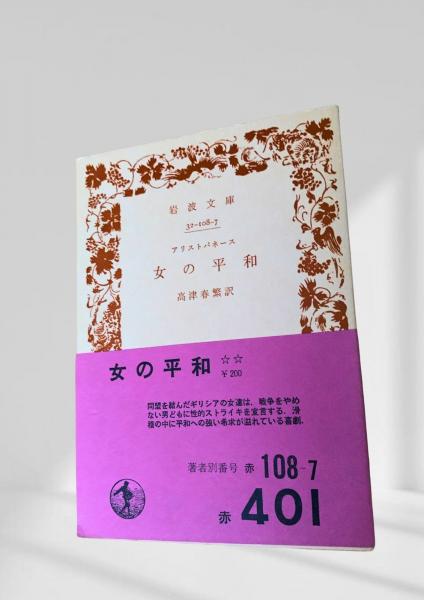 岩波文庫
32-108-7
アリストパネース
女の平和
高津春繁訳
女の平和 ☆☆
￥200
同盟を結んだギリシアの女達は、戦争をやめ
ない男どもに性的ストライキを宣言する。滑
稽の中に平和への強い希求が溢れている喜劇。
著者別番号 赤 108-7
赤 401